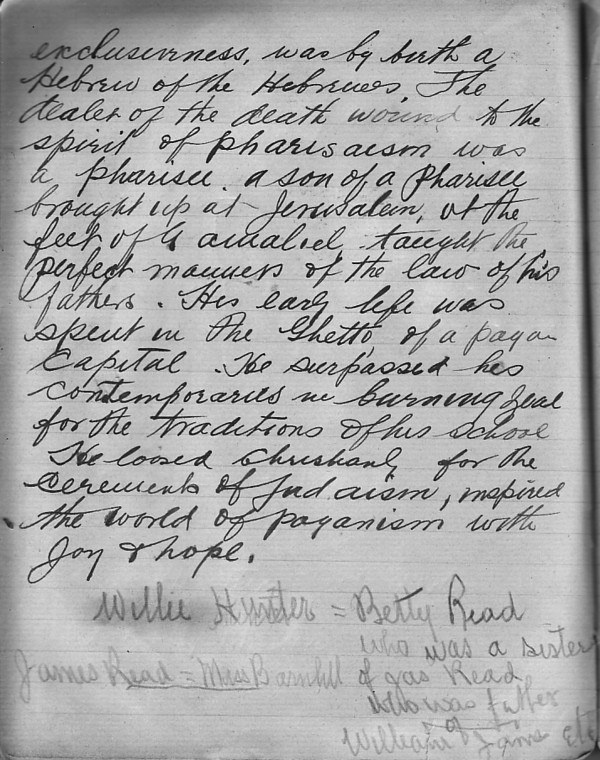 exclusiveness, was by birth a
Hebrew of the Hebrews, The
dealer of the death wound to the
spirit of pharisaism was
a pharisee. a son of a Pharisee
brought up at Jerusalem, at the
feet of Gamaliel, taught the
perfect manners of the law of his
fathers. His early life was
spent in the Ghetto, of a pagan
Capital. He surpassed his
contemporaries in burning zeal
for the traditions of his school
He loosed Christianity for the
cerements of Judaism, inspired
the world of paganism with
Joy & hope.
Willie Hunter = Betty Read
who was a sister
James Read = Miss Barnhill of gas Read
who was father
of
William James etc